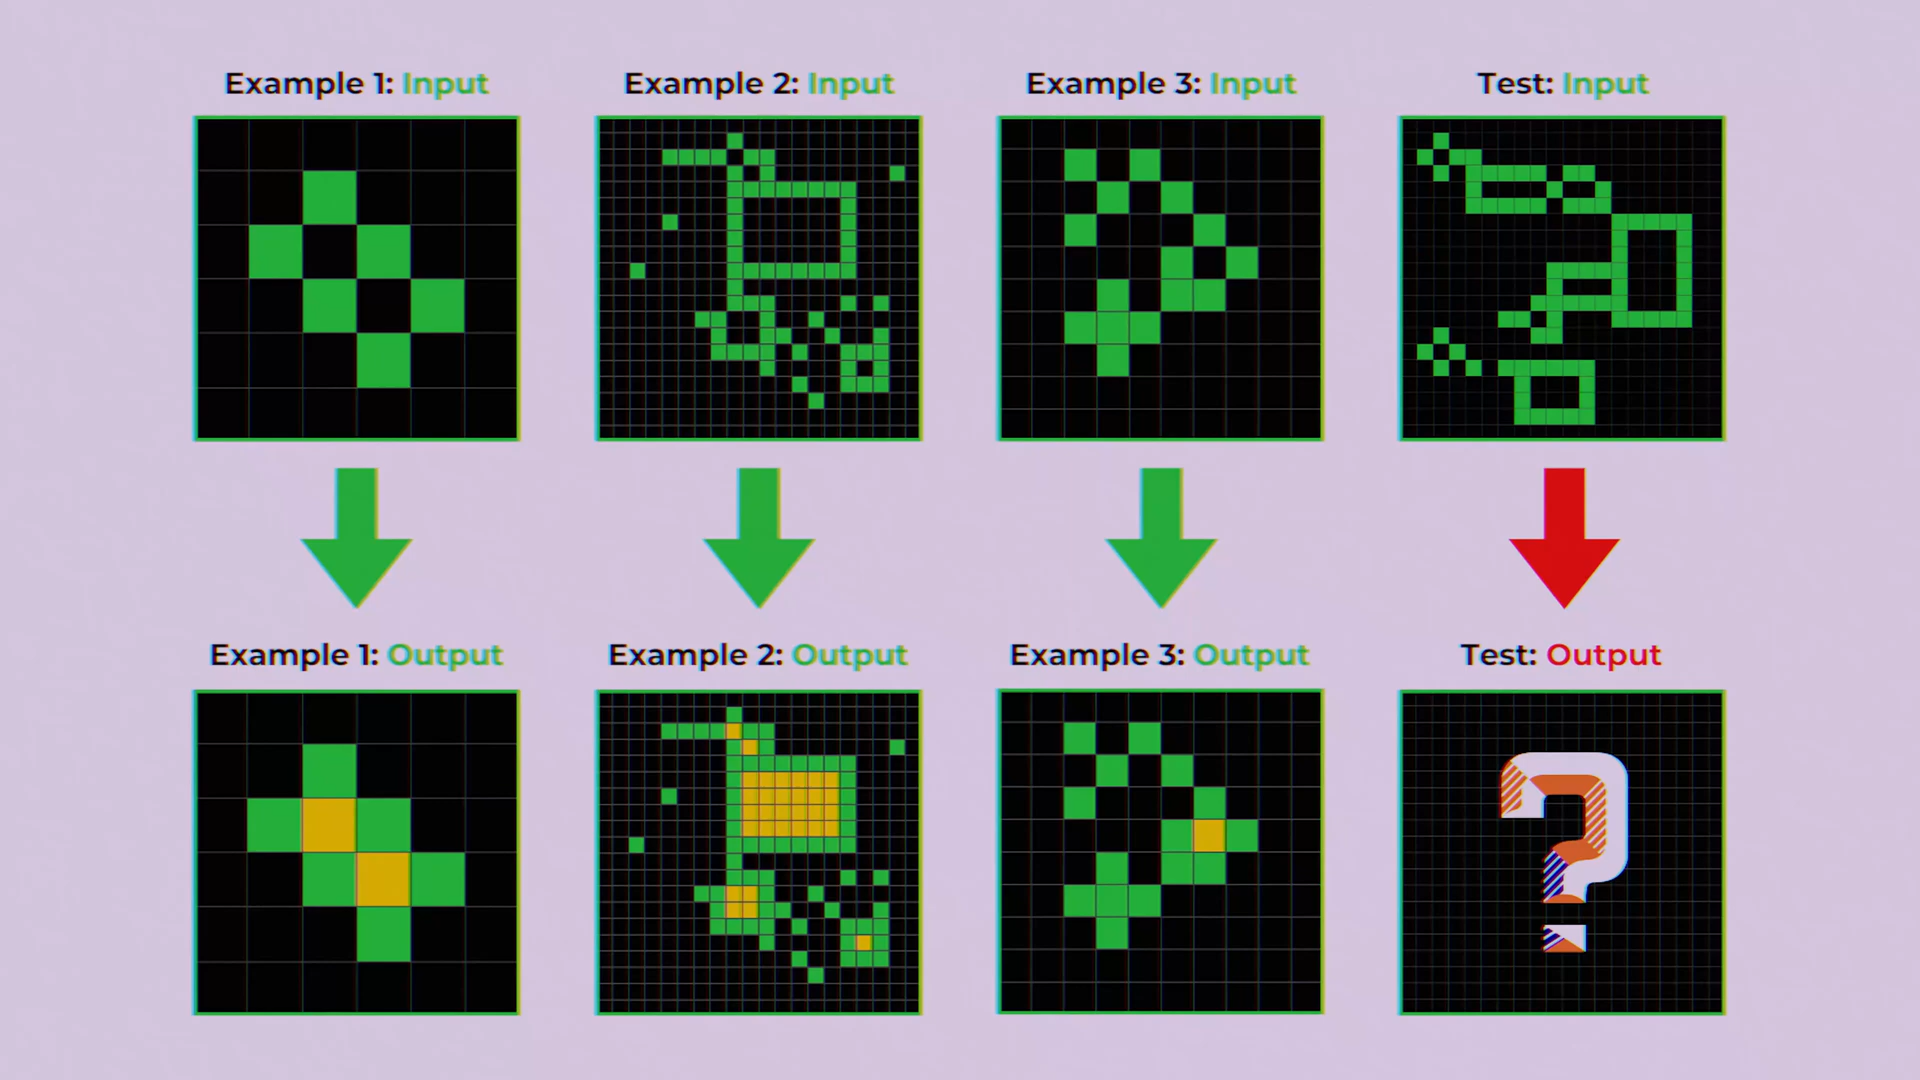 Example 1: Input
Example 2: Input
Example 3: Input
Test: Input
Example 1: Output
Example 2: Output
Example 3: Output
Test: Output
?